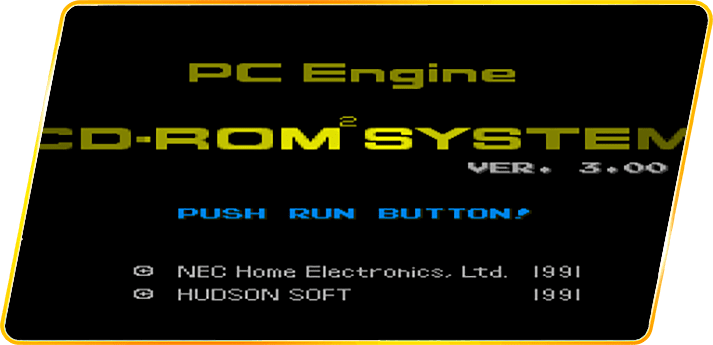 PC Engine
CD-ROM² SYSTEM
VER. 3.00
PUSH RUN BUTTON!
© NEC Home Electronics, Ltd. 1991
© HUDSON SOFT 1991